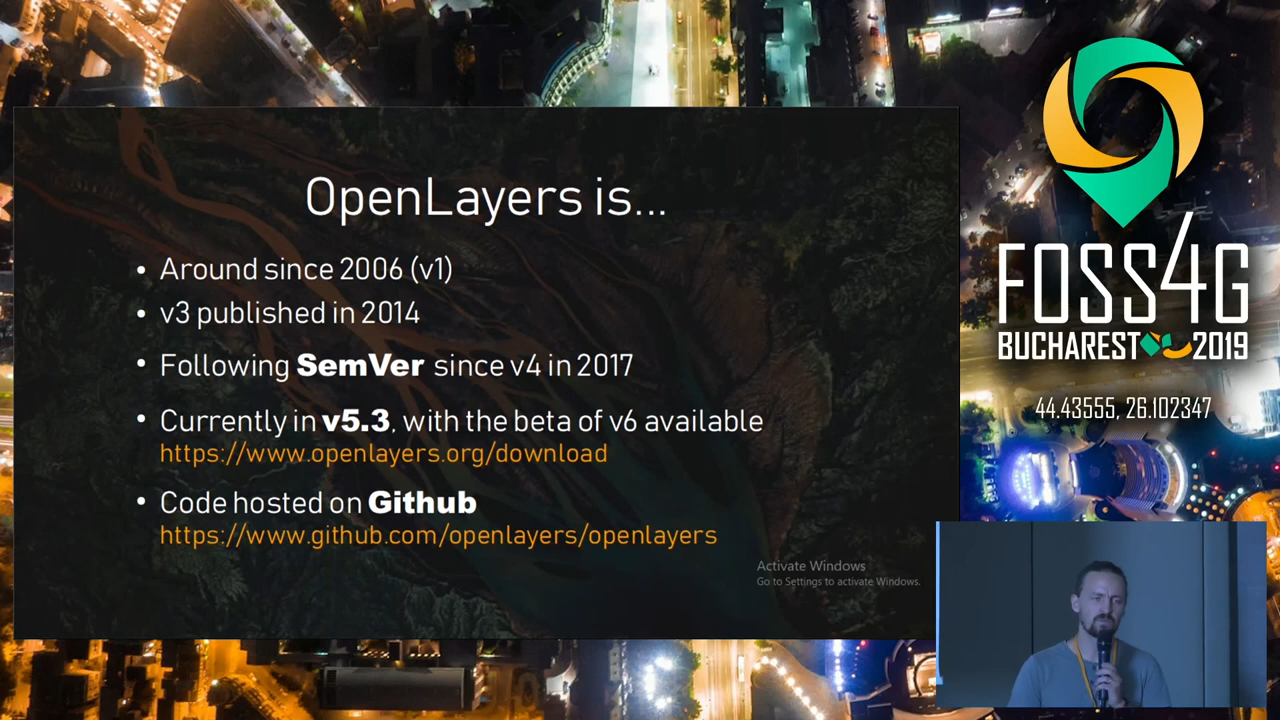 OpenLayers is...
• Around since 2006 (v1)
• v3 published in 2014
• Following SemVer since v4 in 2017
• Currently in v5.3, with the beta of v6 available
https://www.openlayers.org/download
• Code hosted on Github
https://www.github.com/openlayers/openlayers
Activate Windows
Go to Settings to activate Windows.
FOSS4G
BUCHAREST 2019
44.43555, 26.102347